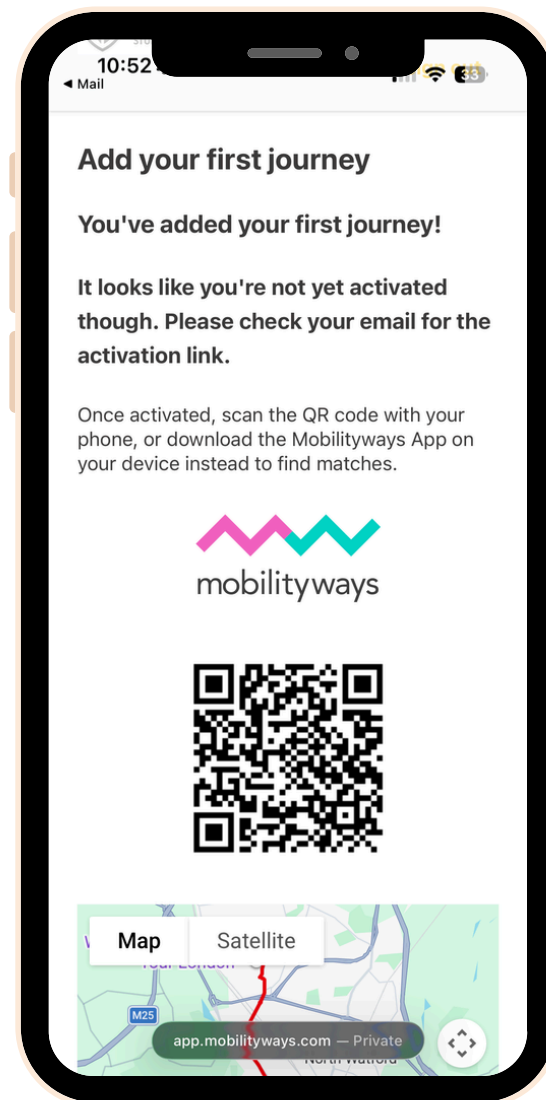 10:52
33
◀ Mail
Add your first journey
You've added your first journey!
It looks like you're not yet activated
though. Please check your email for the
activation link.
Once activated, scan the QR code with your
phone, or download the Mobilityways App on
your device instead to find matches.
mobilityways
Map
Satellite
Tour London
M25
app.mobilityways.com — Private
North Watford